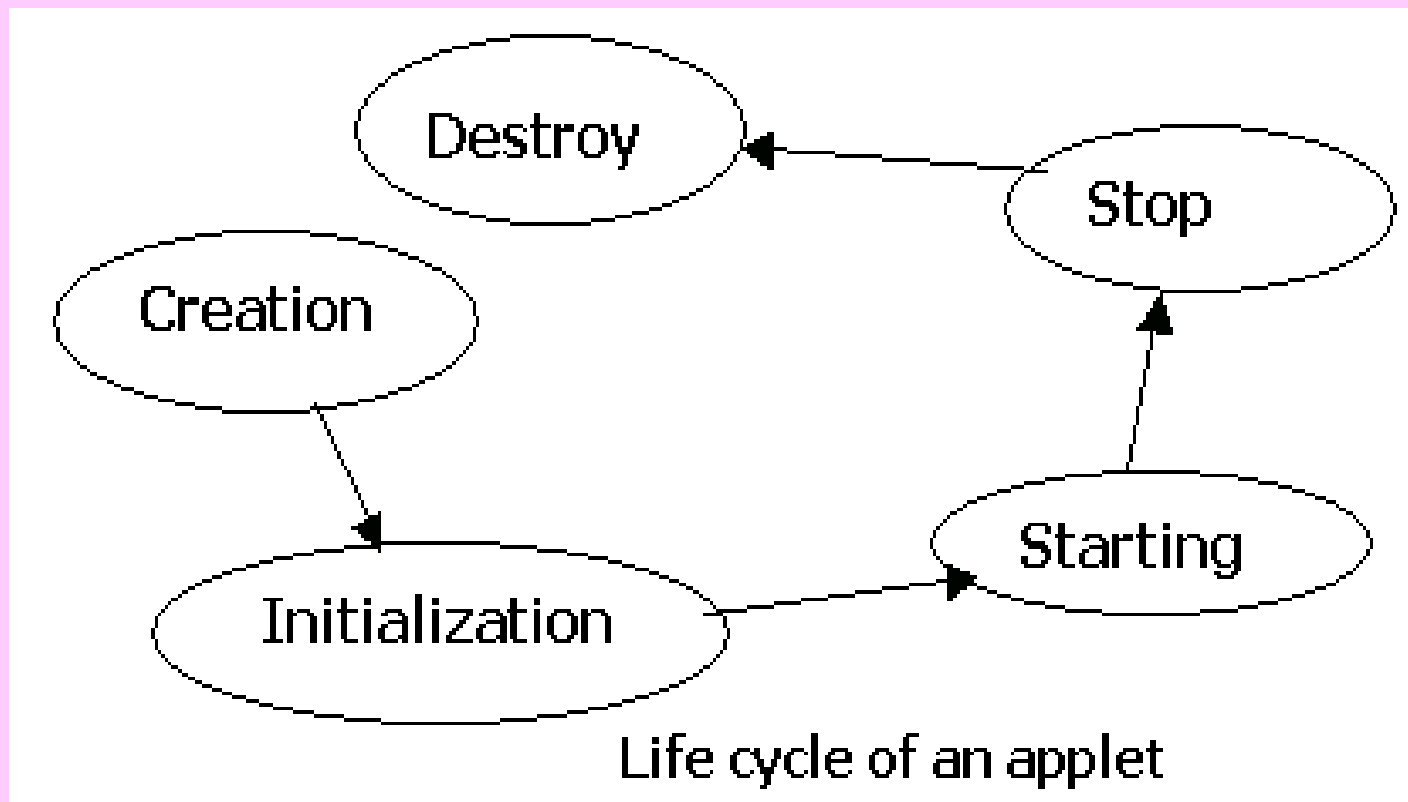 Destroy
Stop
Creation
Starting
Initialization
Life cycle of an applet